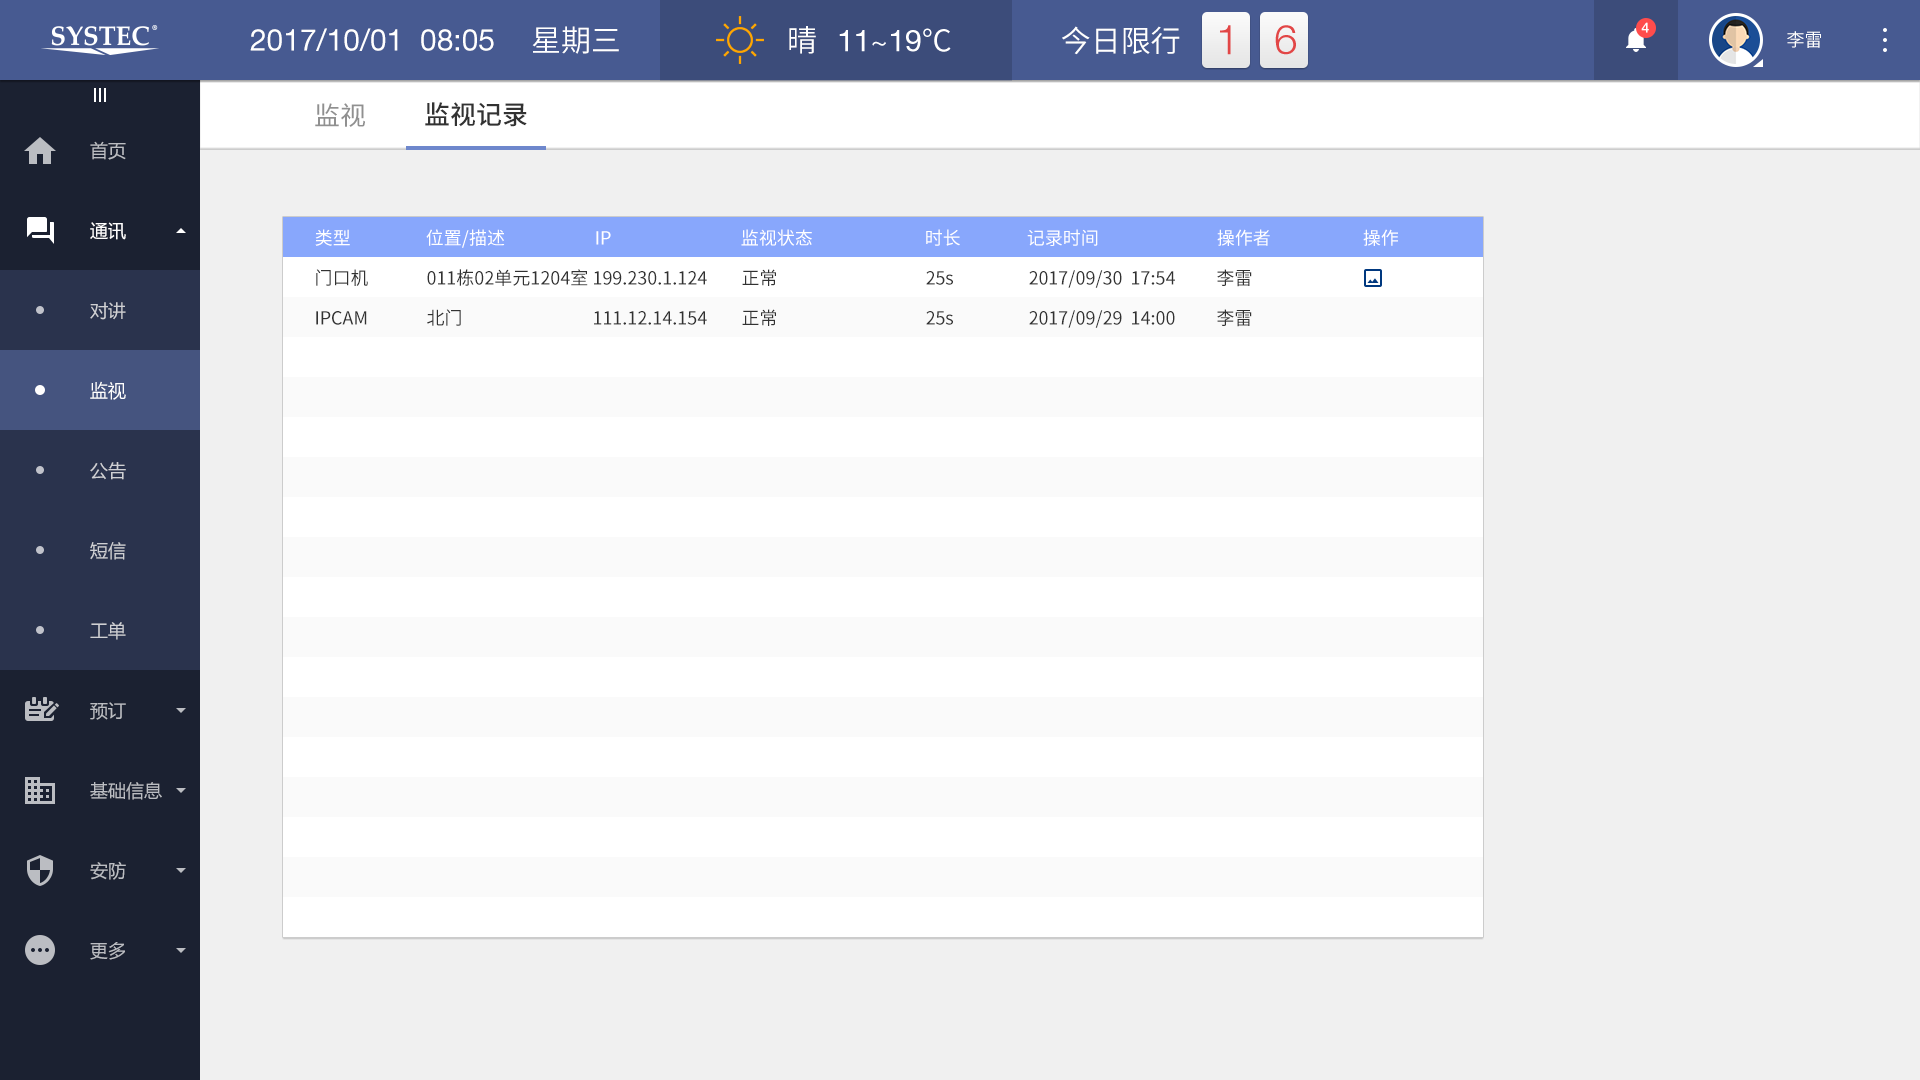 SYSTEC®
2017/10/01 08:05 星期三
晴 11~19℃
今日限行 1 6
4
李雷
首页
通讯
对讲
监视
公告
短信
工单
预订
基础信息
安防
更多
监视 监视记录
类型 位置/描述 IP 监视状态 时长 记录时间 操作者 操作
门口机 011栋02单元1204室 199.230.1.124 正常 25s 2017/09/30 17:54 李雷
IPCAM 北门 111.12.14.154 正常 25s 2017/09/29 14:00 李雷